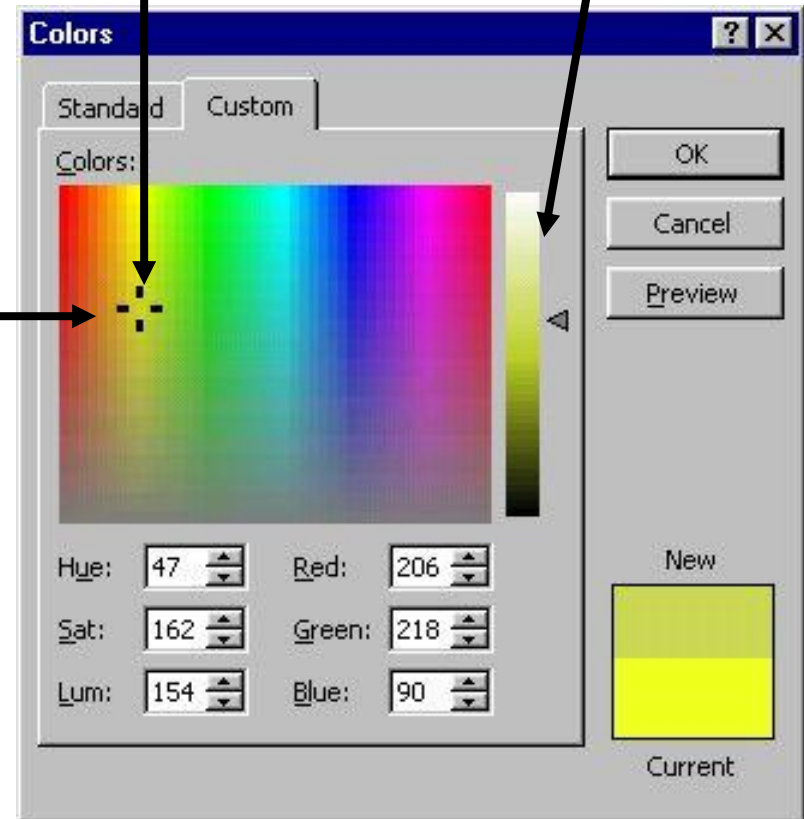 Colors
? X
Standard Custom
Colors:
OK
Cancel
Preview
Hue: 47 Red: 206
Sat: 162 Green: 218
Lum: 154 Blue: 90
New
Current